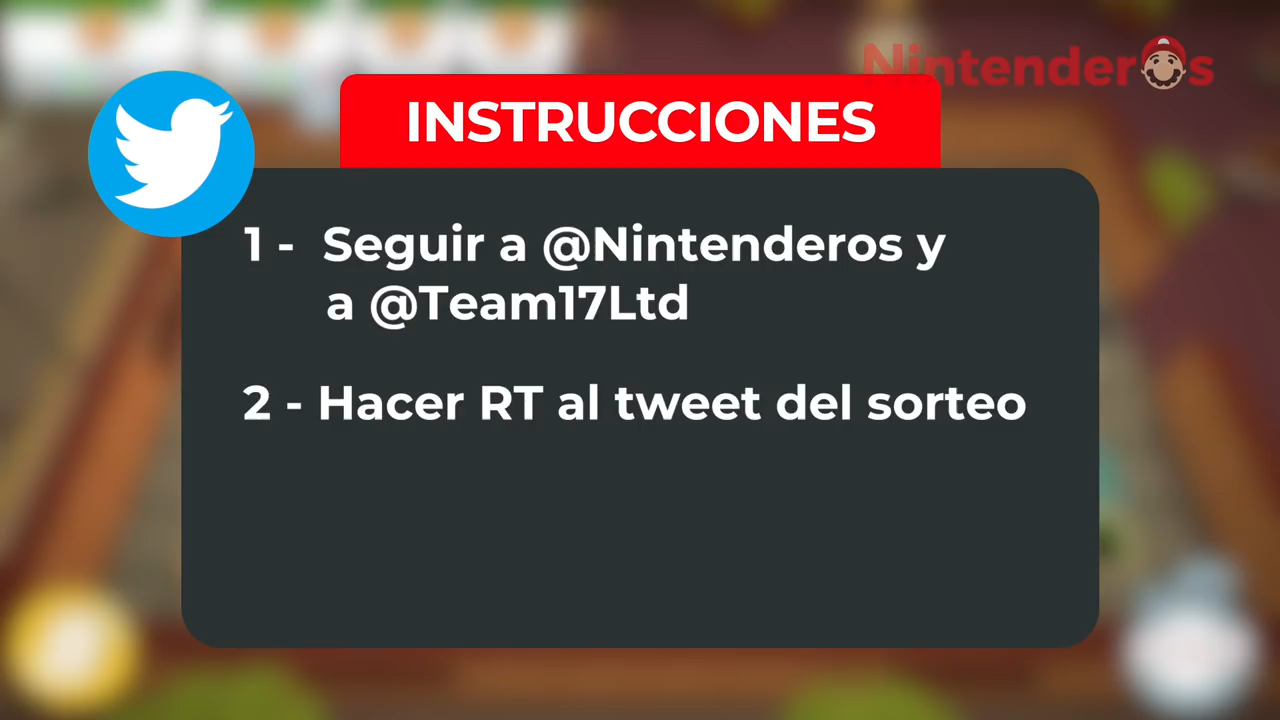 Nintenderos
INSTRUCCIONES
1 - Seguir a @Nintenderos y
a @Team17Ltd
2 - Hacer RT al tweet del sorteo